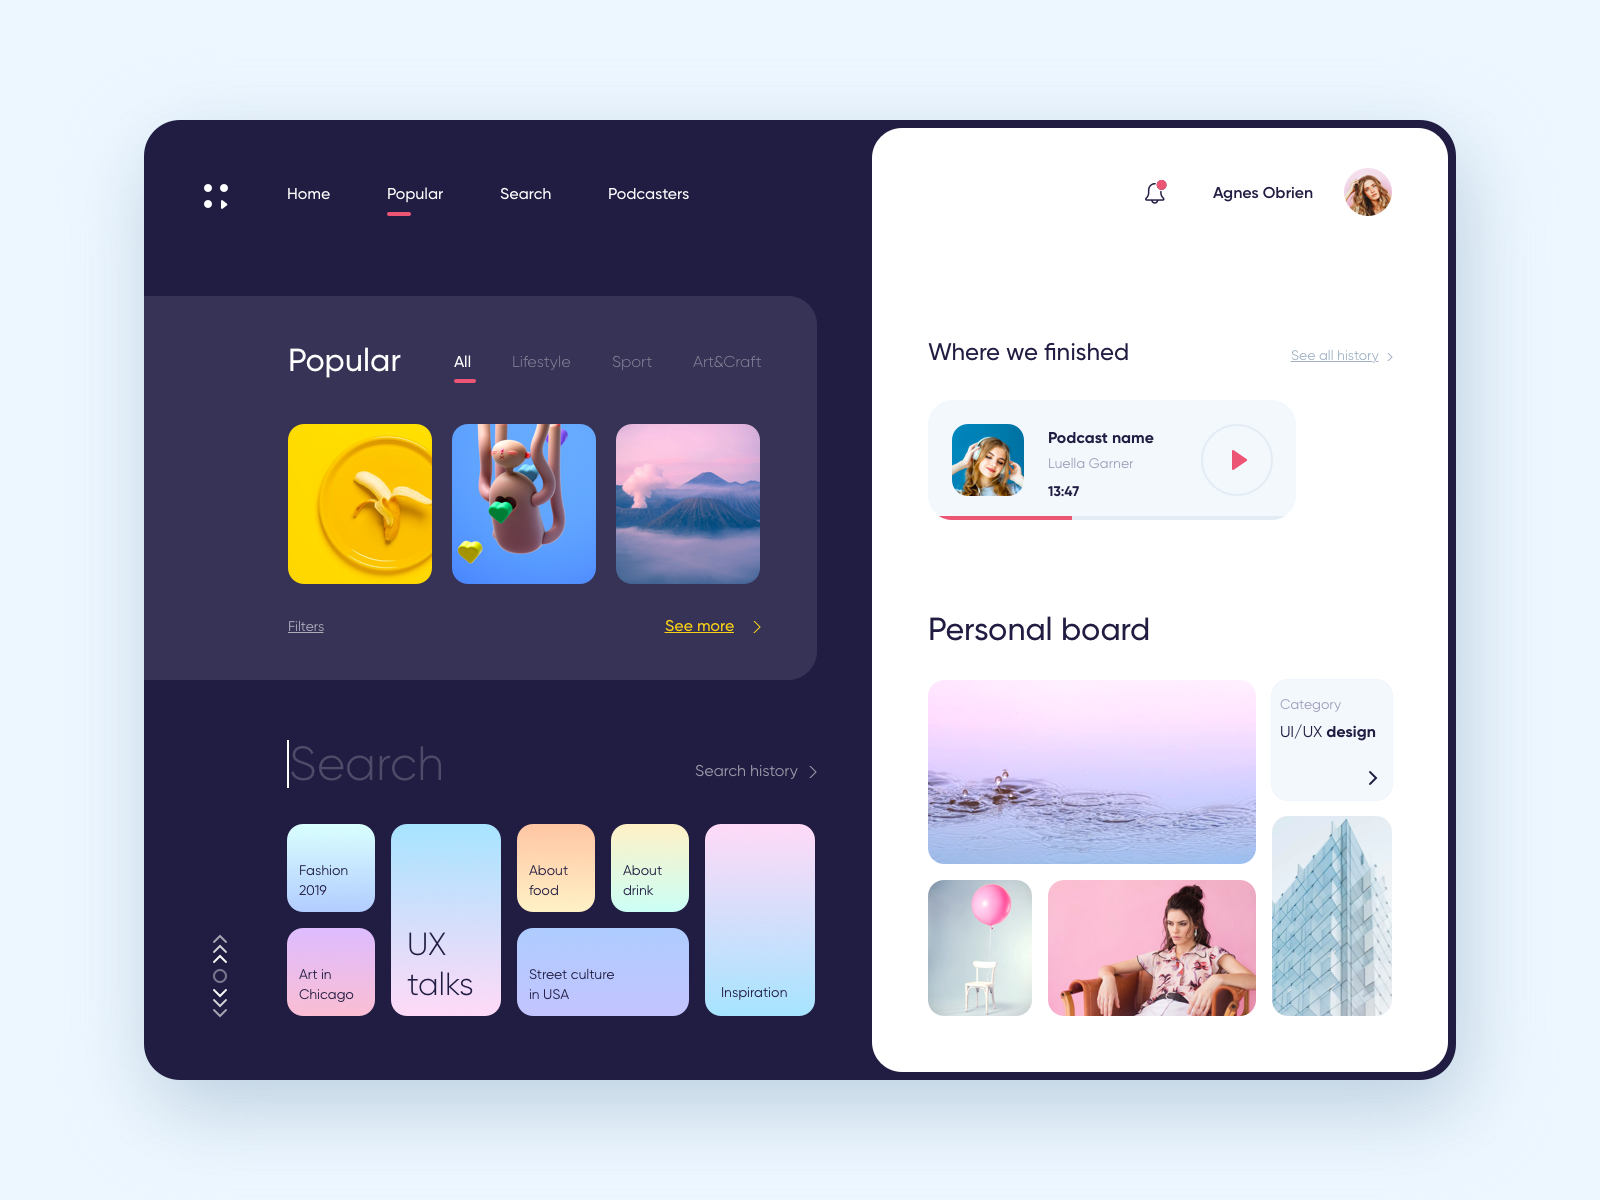 Home
Popular
Search
Podcasters
Agnes Obrien
Popular
All
Lifestyle
Sport
Art&Craft
Filters
See more
Search
Search history
Fashion
2019
UX
talks
About
food
About
drink
Inspiration
Art in
Chicago
Street culture
in USA
Where we finished
See all history
Podcast name
Luella Garner
13:47
Personal board
Category
UI/UX design